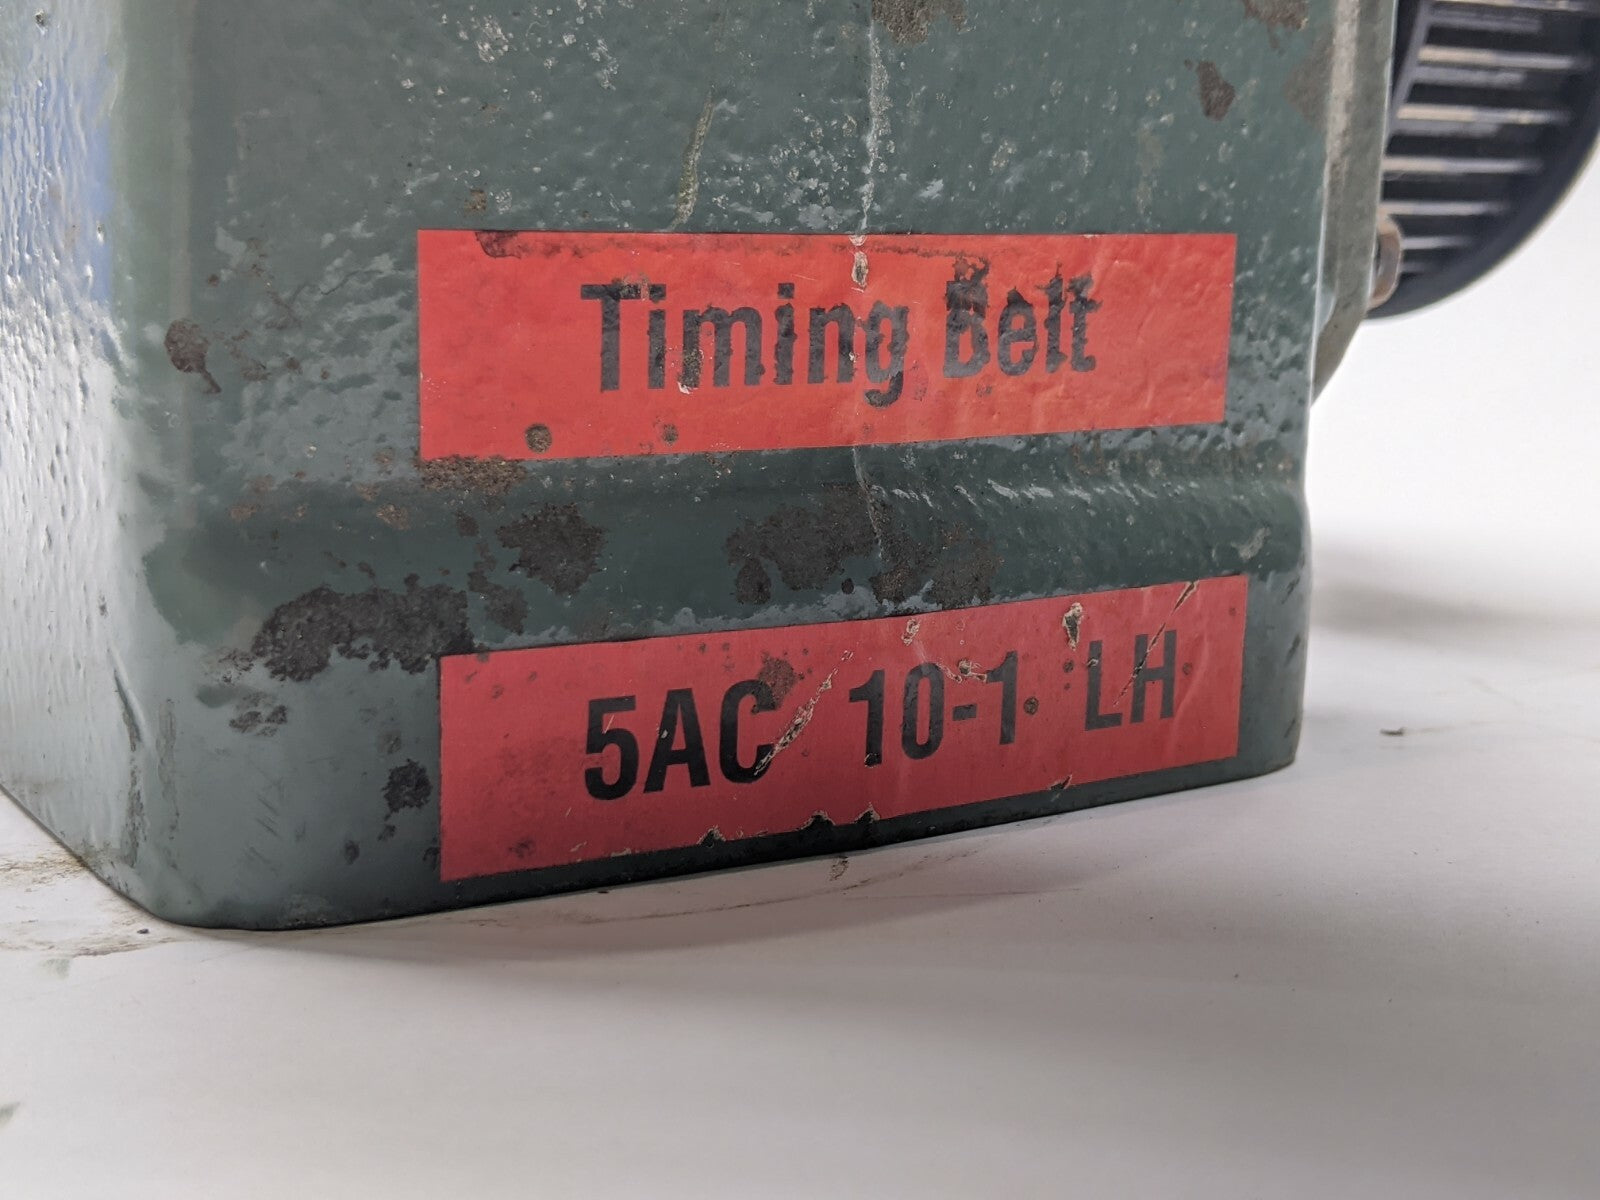 Timing Belt
5AC 10-1 LH